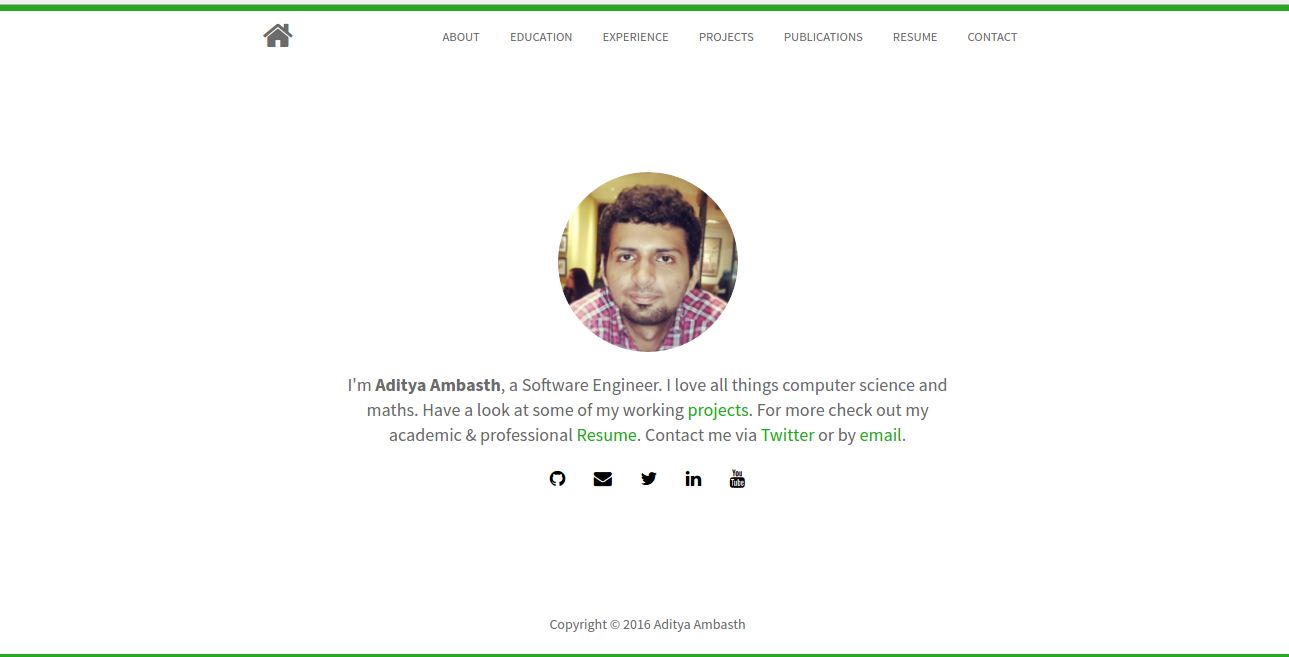 ABOUT EDUCATION EXPERIENCE PROJECTS PUBLICATIONS RESUME CONTACT
I'm Aditya Ambasth, a Software Engineer. I love all things computer science and
maths. Have a look at some of my working projects. For more check out my
academic & professional Resume. Contact me via Twitter or by email.
You
Tube
Copyright © 2016 Aditya Ambasth